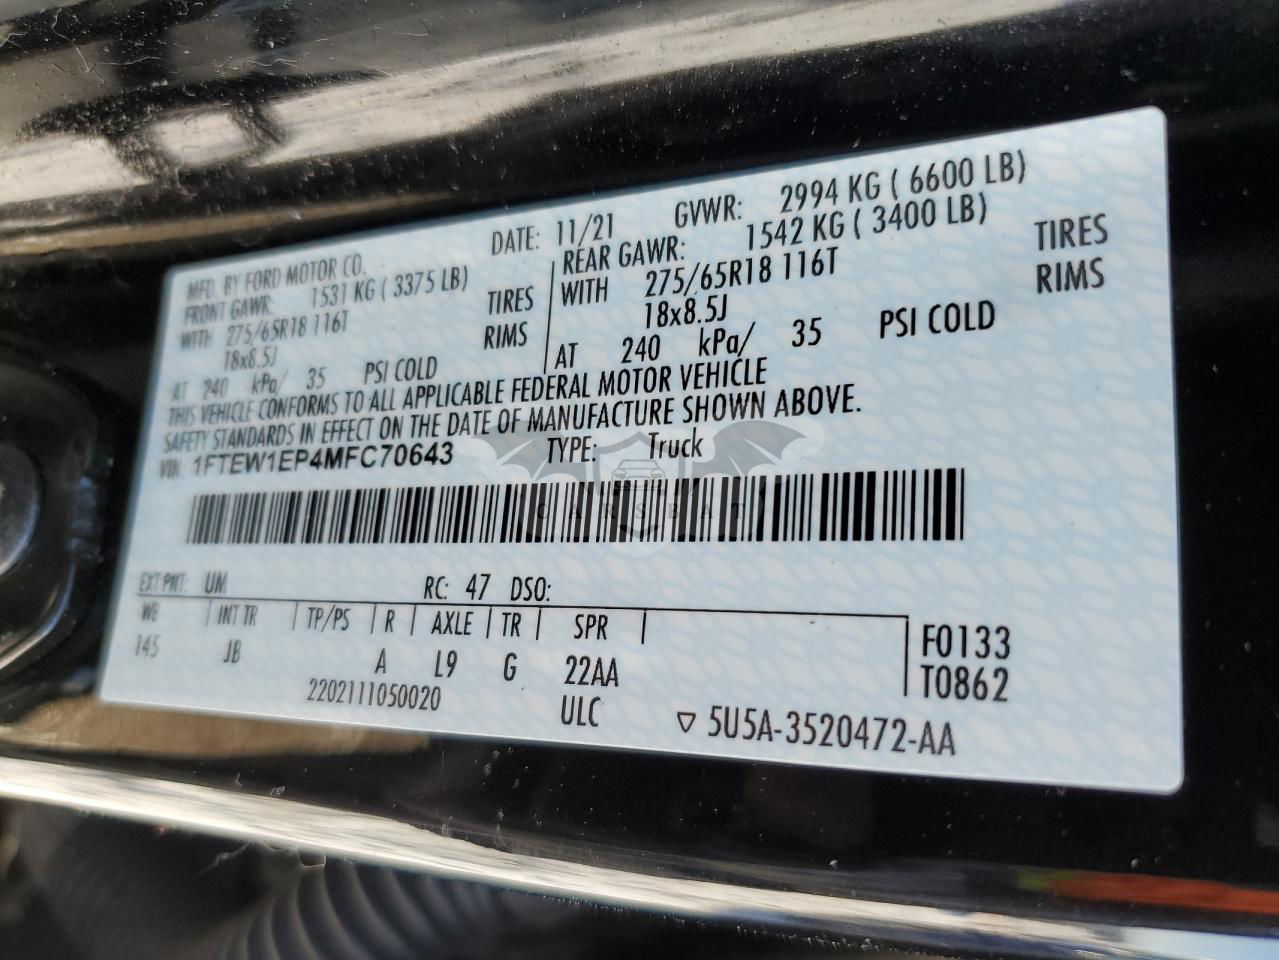 MFD. BY FORD MOTOR CO.
DATE: 11/21 GVWR: 2994 KG ( 6600 LB)
FRONT GAWR: 1531 KG ( 3375 LB)
WITH 275/65R18 116T TIRES
18x8.5J RIMS
AT 240 kPa/ 35 PSI COLD
REAR GAWR: 1542 KG ( 3400 LB)
WITH 275/65R18 116T TIRES
18x8.5J RIMS
AT 240 kPa/ 35 PSI COLD
THIS VEHICLE CONFORMS TO ALL APPLICABLE FEDERAL MOTOR VEHICLE
SAFETY STANDARDS IN EFFECT ON THE DATE OF MANUFACTURE SHOWN ABOVE.
VIN: 1FTEW1EP4MFC70643 TYPE: Truck
CARSBAT
EXT PNT: UM RC: 47 DSO:
WB INT TR TP/PS R AXLE TR SPR
145 JB A L9 G 22AA
F0133
T0862
2202111050020 ULC
5U5A-3520472-AA